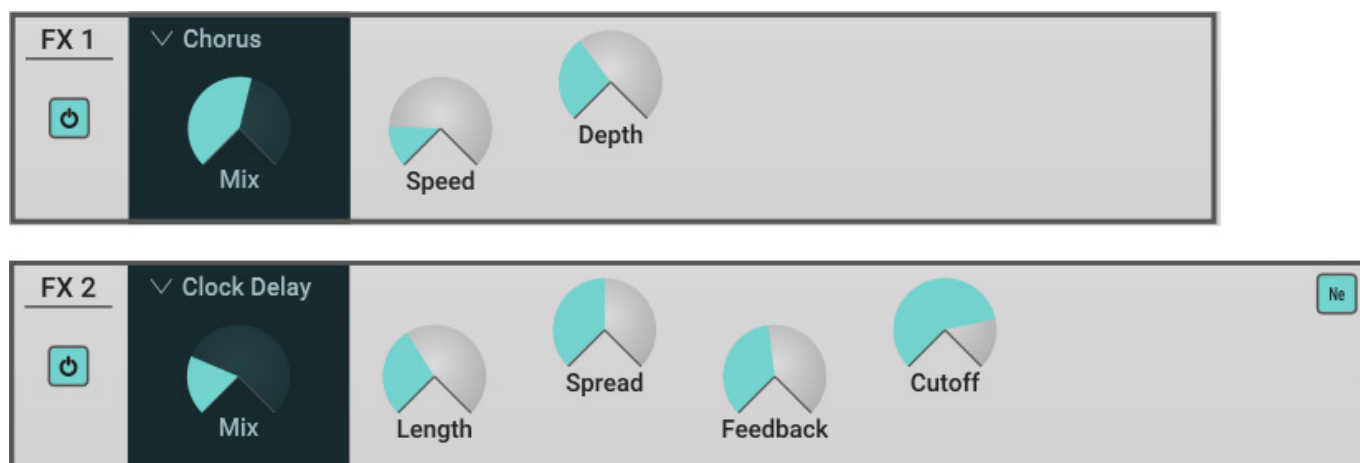 FX 1
Chorus
Mix
Speed
Depth
FX 2
Clock Delay
Mix
Length
Spread
Feedback
Cutoff
Ne